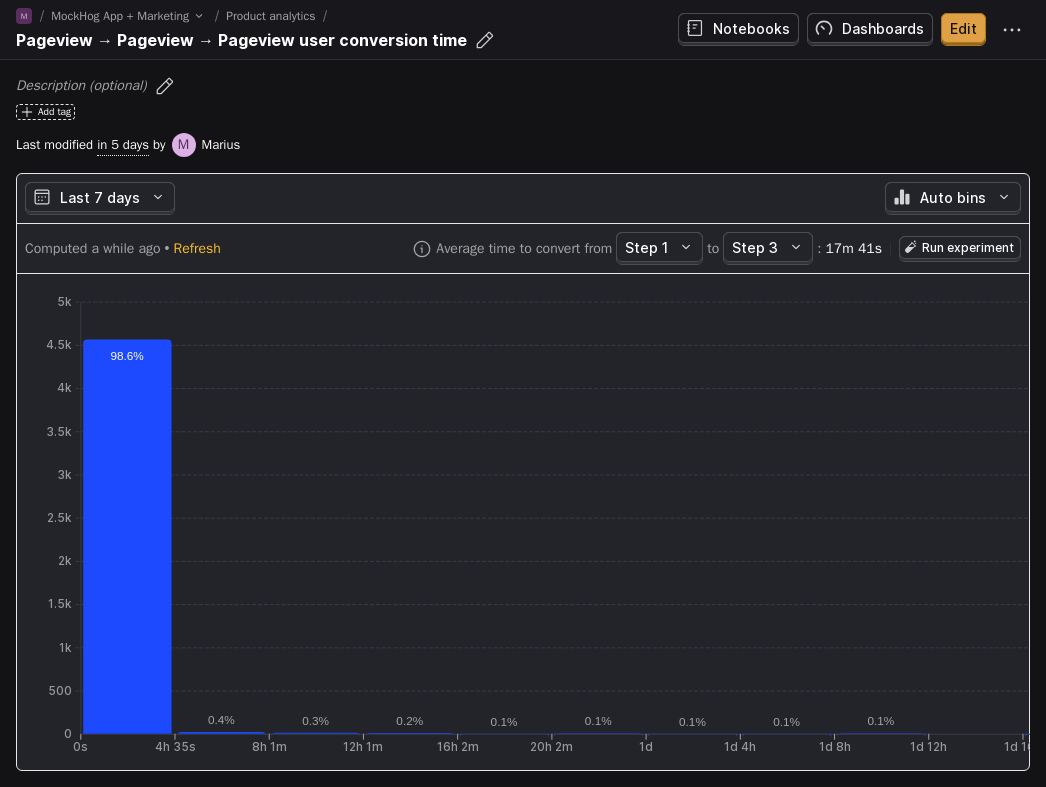 M / MockHog App + Marketing / Product analytics /
Pageview → Pageview → Pageview user conversion time
Notebooks
Dashboards
Edit
Description (optional)
Add tag
Last modified in 5 days by M Marius
Last 7 days
Auto bins
Computed a while ago • Refresh
Average time to convert from Step 1 to Step 3 : 17m 41s
Run experiment
5k
4.5k
4k
3.5k
3k
2.5k
2k
1.5k
1k
500
0
98.6%
0.4%
0.3%
0.2%
0.1%
0.1%
0.1%
0.1%
0.1%
0s
4h 35s
8h 1m
12h 1m
16h 2m
20h 2m
1d
1d 4h
1d 8h
1d 12h